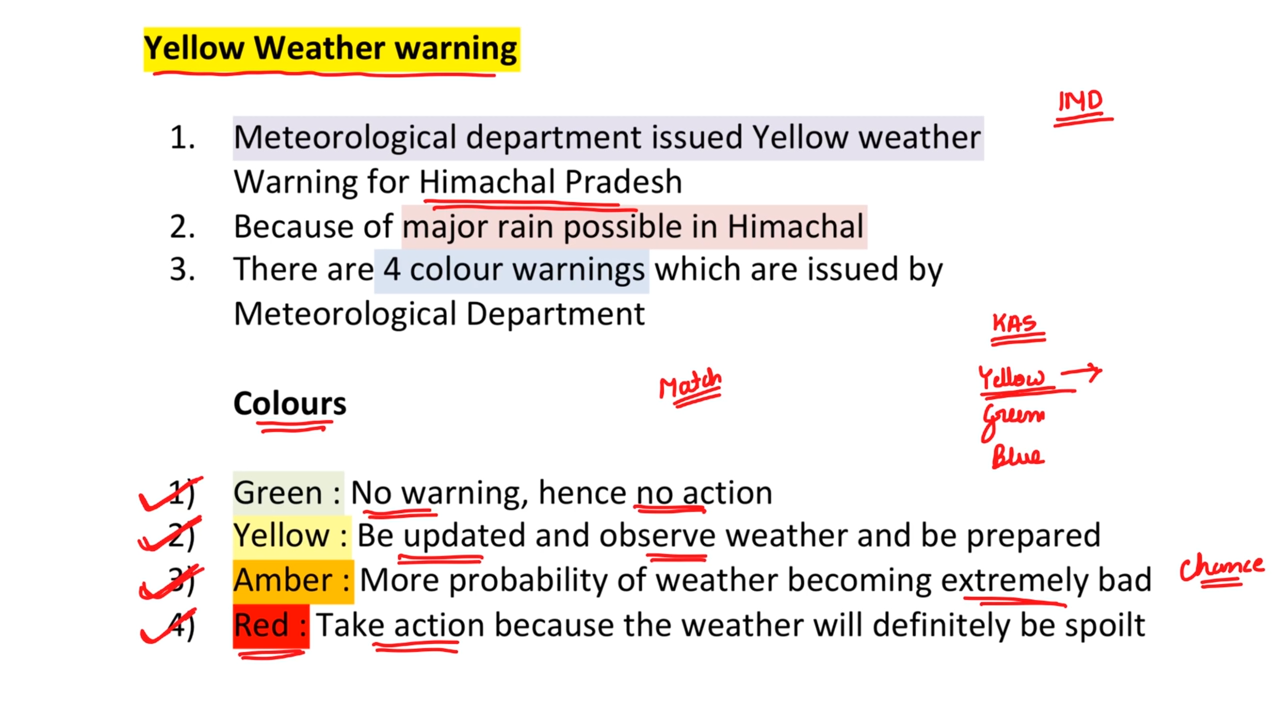 Yellow Weather warning
IMD
1. Meteorological department issued Yellow weather
Warning for Himachal Pradesh
2. Because of major rain possible in Himachal
3. There are 4 colour warnings which are issued by
Meteorological Department
KAS
Match
Yellow →
Green
Blue
Colours
1) Green : No warning, hence no action
2) Yellow : Be updated and observe weather and be prepared
3) Amber : More probability of weather becoming extremely bad
Chance
4) Red : Take action because the weather will definitely be spoilt